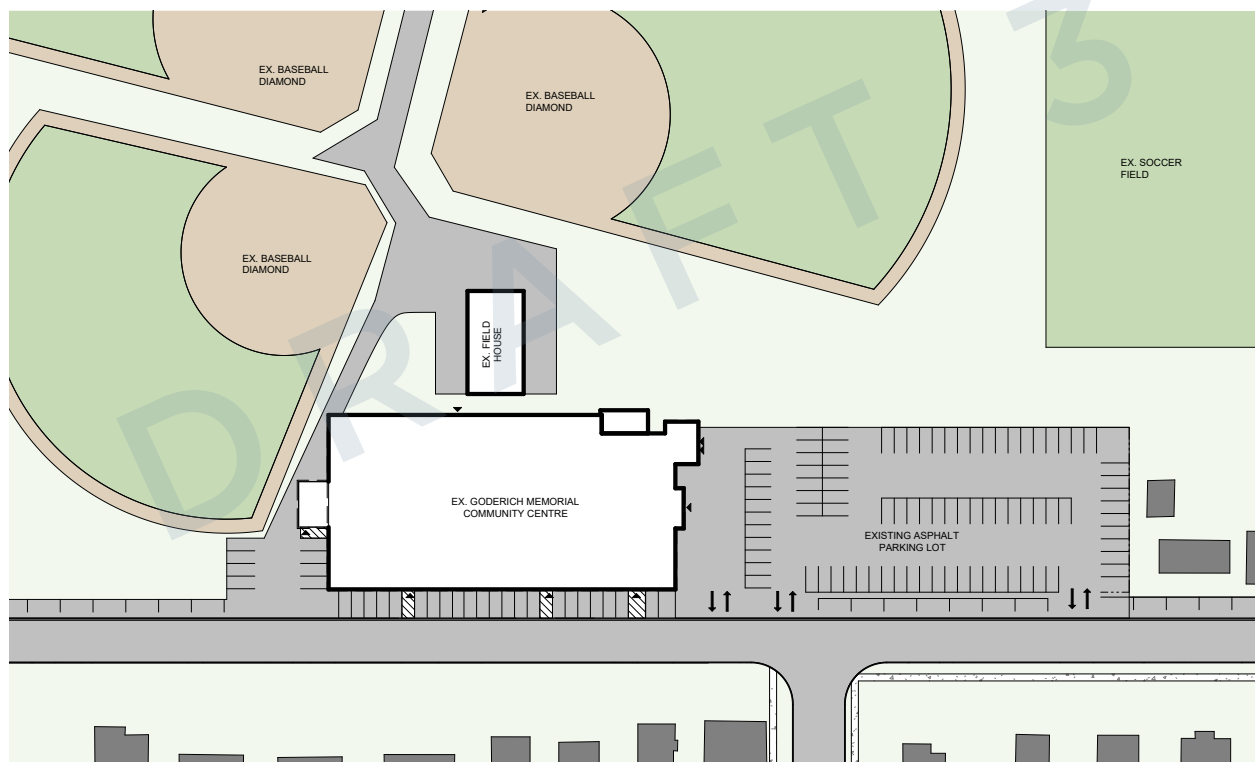 EX. BASEBALL
DIAMOND
EX. BASEBALL
DIAMOND
EX. SOCCER
FIELD
EX. BASEBALL
DIAMOND
EX. FIELD
HOUSE
EX. GODERICH MEMORIAL
COMMUNITY CENTRE
EXISTING ASPHALT
PARKING LOT
DRAFT 3